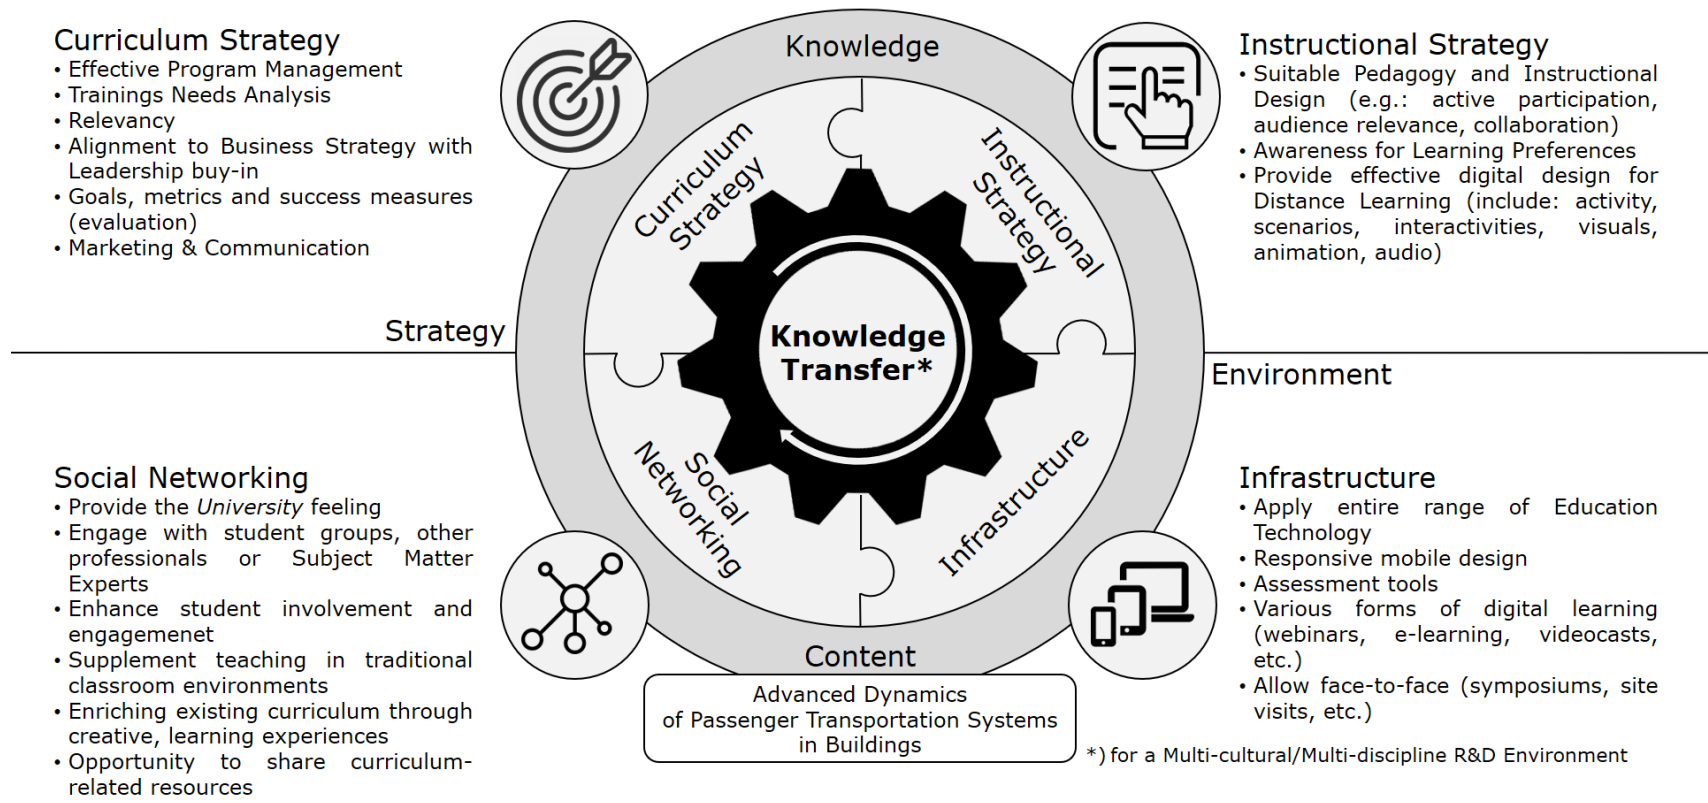 Curriculum Strategy
• Effective Program Management
• Trainings Needs Analysis
• Relevancy
• Alignment to Business Strategy with
Leadership buy-in
• Goals, metrics and success measures
(evaluation)
• Marketing & Communication
Knowledge
Instructional Strategy
• Suitable Pedagogy and Instructional
Design (e.g.: active participation,
audience relevance, collaboration)
• Awareness for Learning Preferences
• Provide effective digital design for
Distance Learning (include: activity,
scenarios, interactivities, visuals,
animation, audio)
Curriculum
Strategy
Instructional
Strategy
Strategy
Knowledge
Transfer*
Environment
Social
Networking
Infrastructure
Social Networking
• Provide the University feeling
• Engage with student groups, other
professionals or Subject Matter
Experts
• Enhance student involvement and
engagemenet
• Supplement teaching in traditional
classroom environments
• Enriching existing curriculum through
creative, learning experiences
• Opportunity to share curriculum-
related resources
Infrastructure
• Apply entire range of Education
Technology
• Responsive mobile design
• Assessment tools
• Various forms of digital learning
(webinars, e-learning, videocasts,
etc.)
• Allow face-to-face (symposiums, site
visits, etc.)
Content
Advanced Dynamics
of Passenger Transportation Systems
in Buildings
*) for a Multi-cultural/Multi-discipline R&D Environment